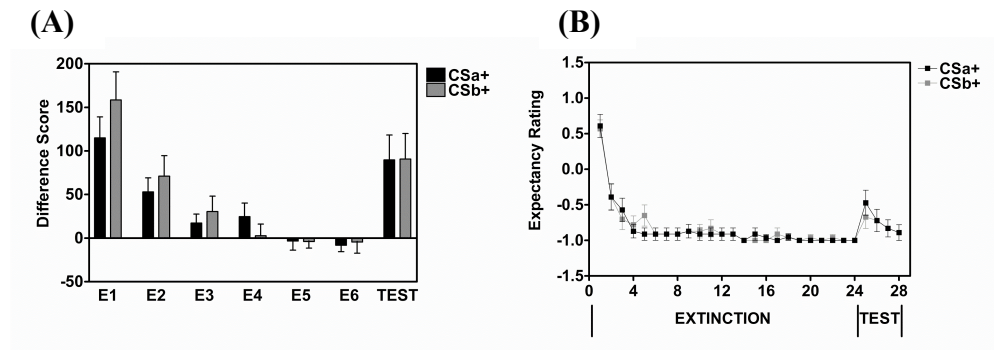 (A)
(B)
200
150
100
50
0
-50
Difference Score
E1 E2 E3 E4 E5 E6 TEST
CSa+
CSb+
1.5
1.0
0.5
0.0
-0.5
-1.0
-1.5
Expectancy Rating
0 4 8 12 16 20 24 28
EXTINCTION TEST
CSa+
CSb+